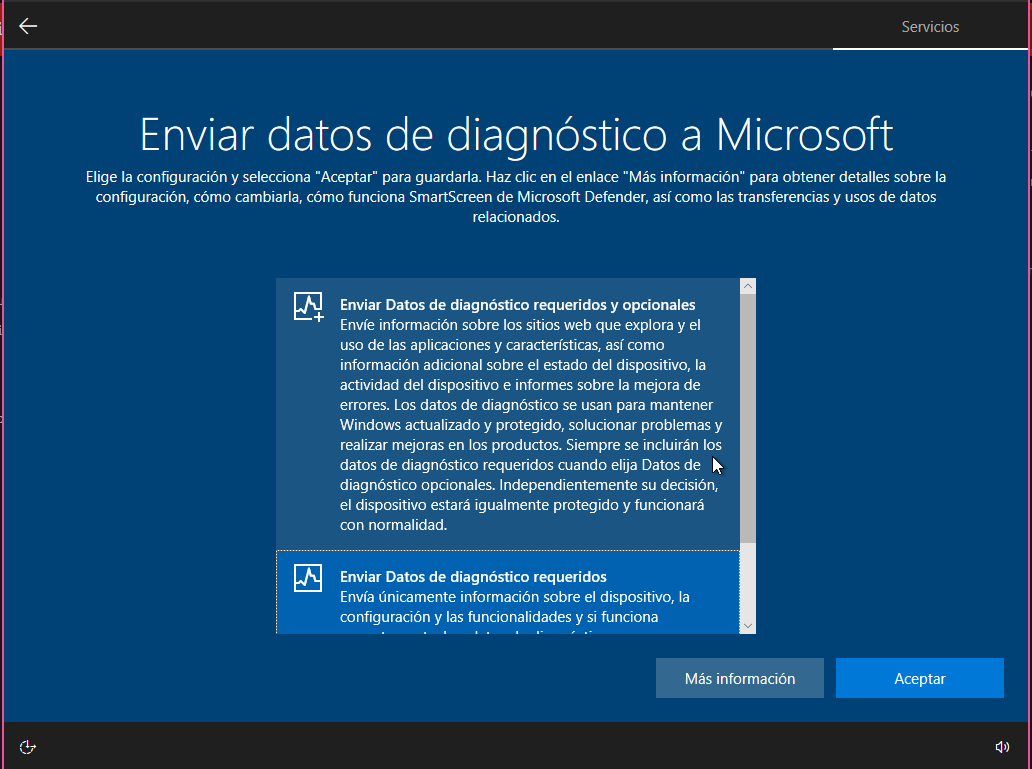 Servicios
Enviar datos de diagnóstico a Microsoft
Elige la configuración y selecciona "Aceptar" para guardarla. Haz clic en el enlace "Más información" para obtener detalles sobre la
configuración, cómo cambiarla, cómo funciona SmartScreen de Microsoft Defender, así como las transferencias y usos de datos
relacionados.
Enviar Datos de diagnóstico requeridos y opcionales
Envíe información sobre los sitios web que explora y el
uso de las aplicaciones y características, así como
información adicional sobre el estado del dispositivo, la
actividad del dispositivo e informes sobre la mejora de
errores. Los datos de diagnóstico se usan para mantener
Windows actualizado y protegido, solucionar problemas y
realizar mejoras en los productos. Siempre se incluirán los
datos de diagnóstico requeridos cuando elija Datos de
diagnóstico opcionales. Independientemente su decisión,
el dispositivo estará igualmente protegido y funcionará
con normalidad.
Enviar Datos de diagnóstico requeridos
Envía únicamente información sobre el dispositivo, la
configuración y las funcionalidades y si funciona
Más información
Aceptar